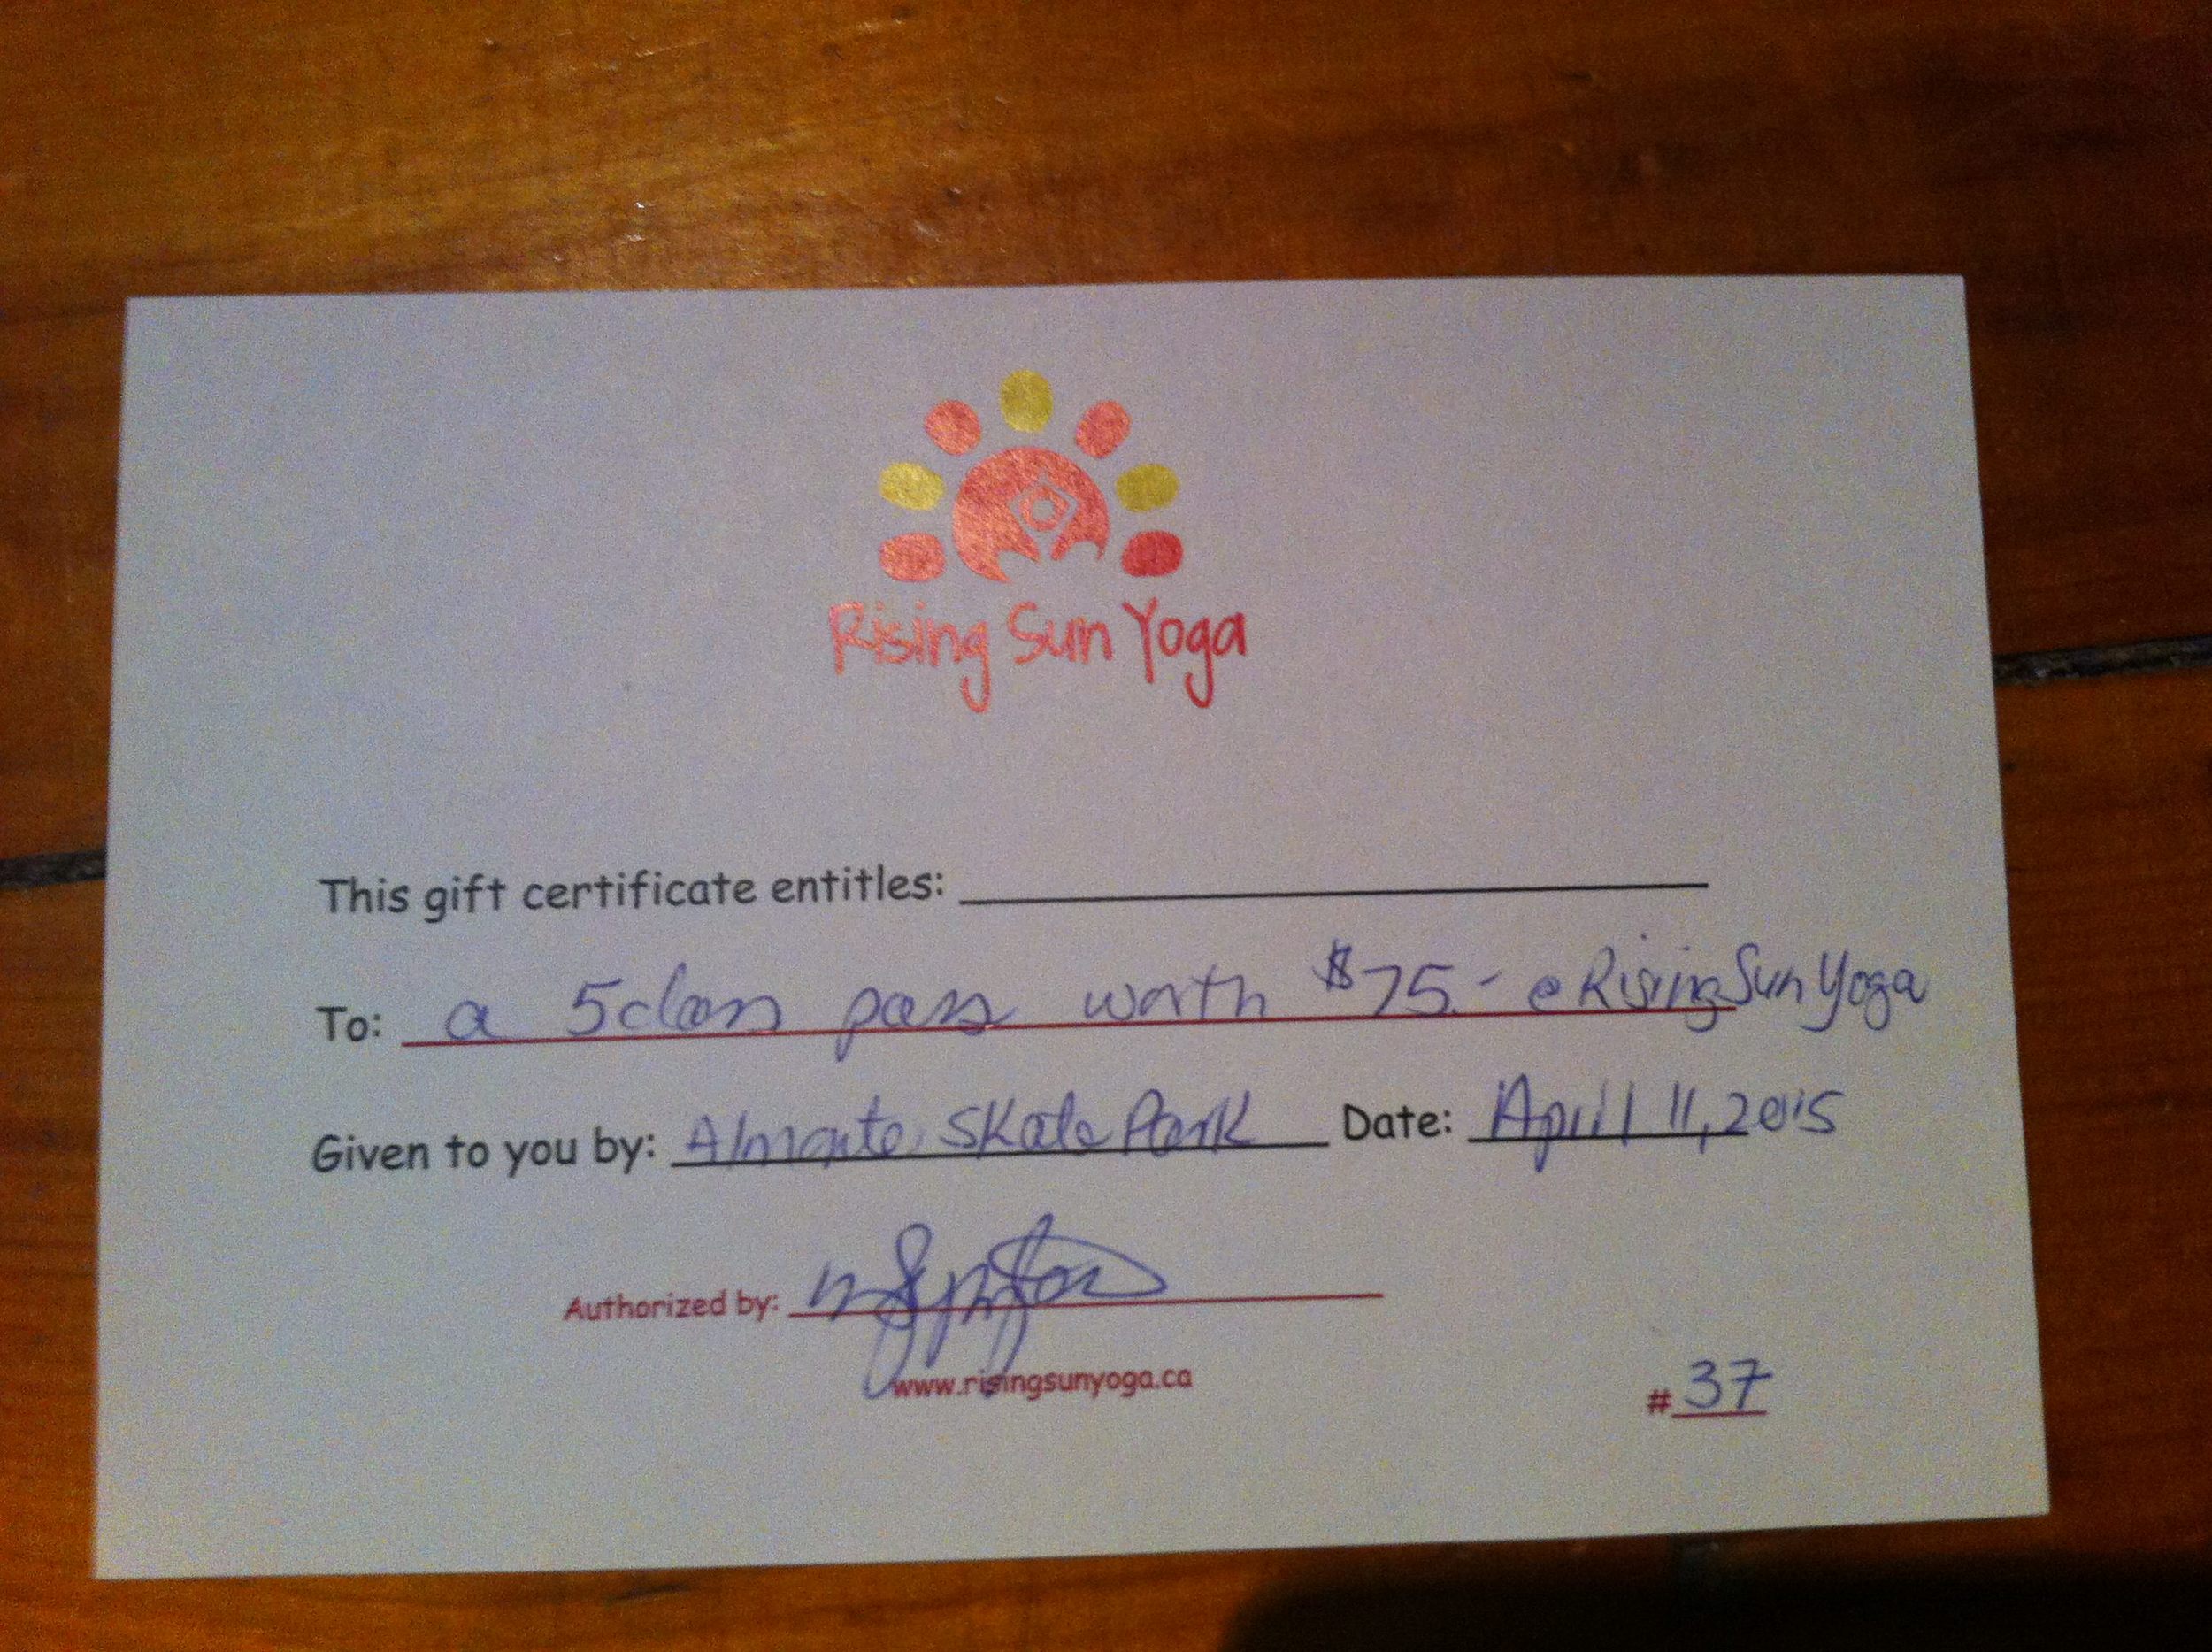 Rising Sun Yoga
This gift certificate entitles:
To: a 5 class pass worth $75.- @ Rising Sun Yoga
Given to you by: Almonte Skate Park Date: April 11, 2015
Authorized by:
www.risingsunyoga.ca
# 37